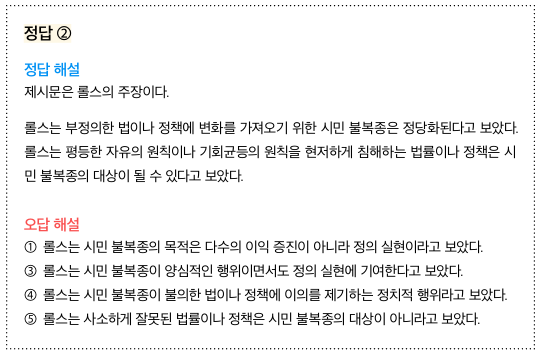 정답 ②
정답 해설
제시문은 롤스의 주장이다.
롤스는 부정의한 법이나 정책에 변화를 가져오기 위한 시민 불복종은 정당화된다고 보았다.
롤스는 평등한 자유의 원칙이나 기회균등의 원칙을 현저하게 침해하는 법률이나 정책은 시
민 불복종의 대상이 될 수 있다고 보았다.
오답 해설
① 롤스는 시민 불복종의 목적은 다수의 이익 증진이 아니라 정의 실현이라고 보았다.
③ 롤스는 시민 불복종이 양심적인 행위이면서도 정의 실현에 기여한다고 보았다.
④ 롤스는 시민 불복종이 불의한 법이나 정책에 이의를 제기하는 정치적 행위라고 보았다.
⑤ 롤스는 사소하게 잘못된 법률이나 정책은 시민 불복종의 대상이 아니라고 보았다.